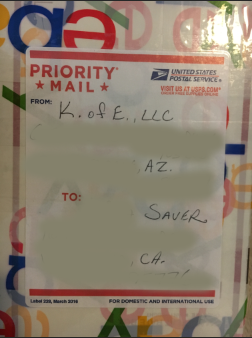 PRIORITY
★ MAIL ★
UNITED STATES
POSTAL SERVICE
VISIT US AT USPS.COM
FROM:
K. of E., LLC
AZ.
TO:
SAVER
CA.
Label 228, March 2016
FOR DOMESTIC AND INTERNATIONAL USE